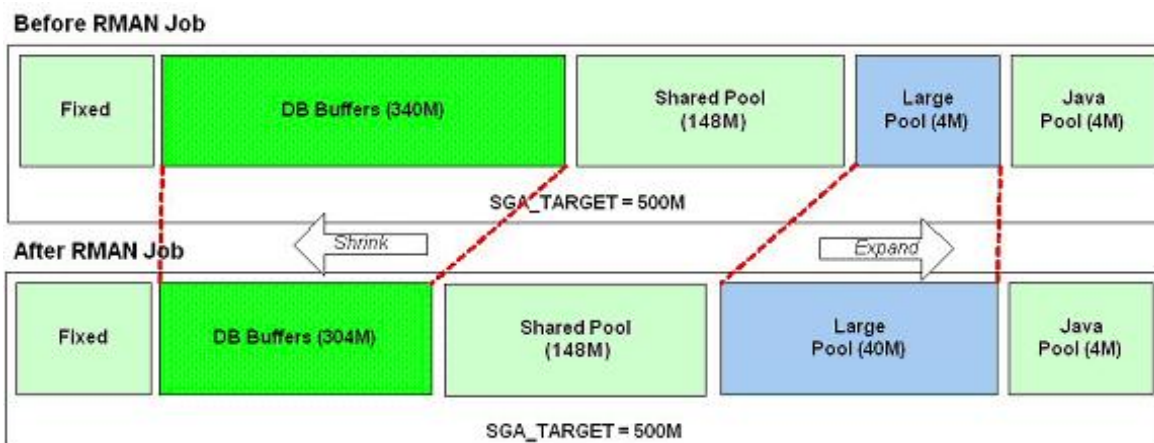 Before RMAN Job
Fixed
DB Buffers (340M)
Shared Pool
(148M)
Large
Pool (4M)
Java
Pool (4M)
SGA_TARGET = 500M
Shrink
Expand
After RMAN Job
Fixed
DB Buffers (304M)
Shared Pool
(148M)
Large
Pool (40M)
Java
Pool (4M)
SGA_TARGET = 500M